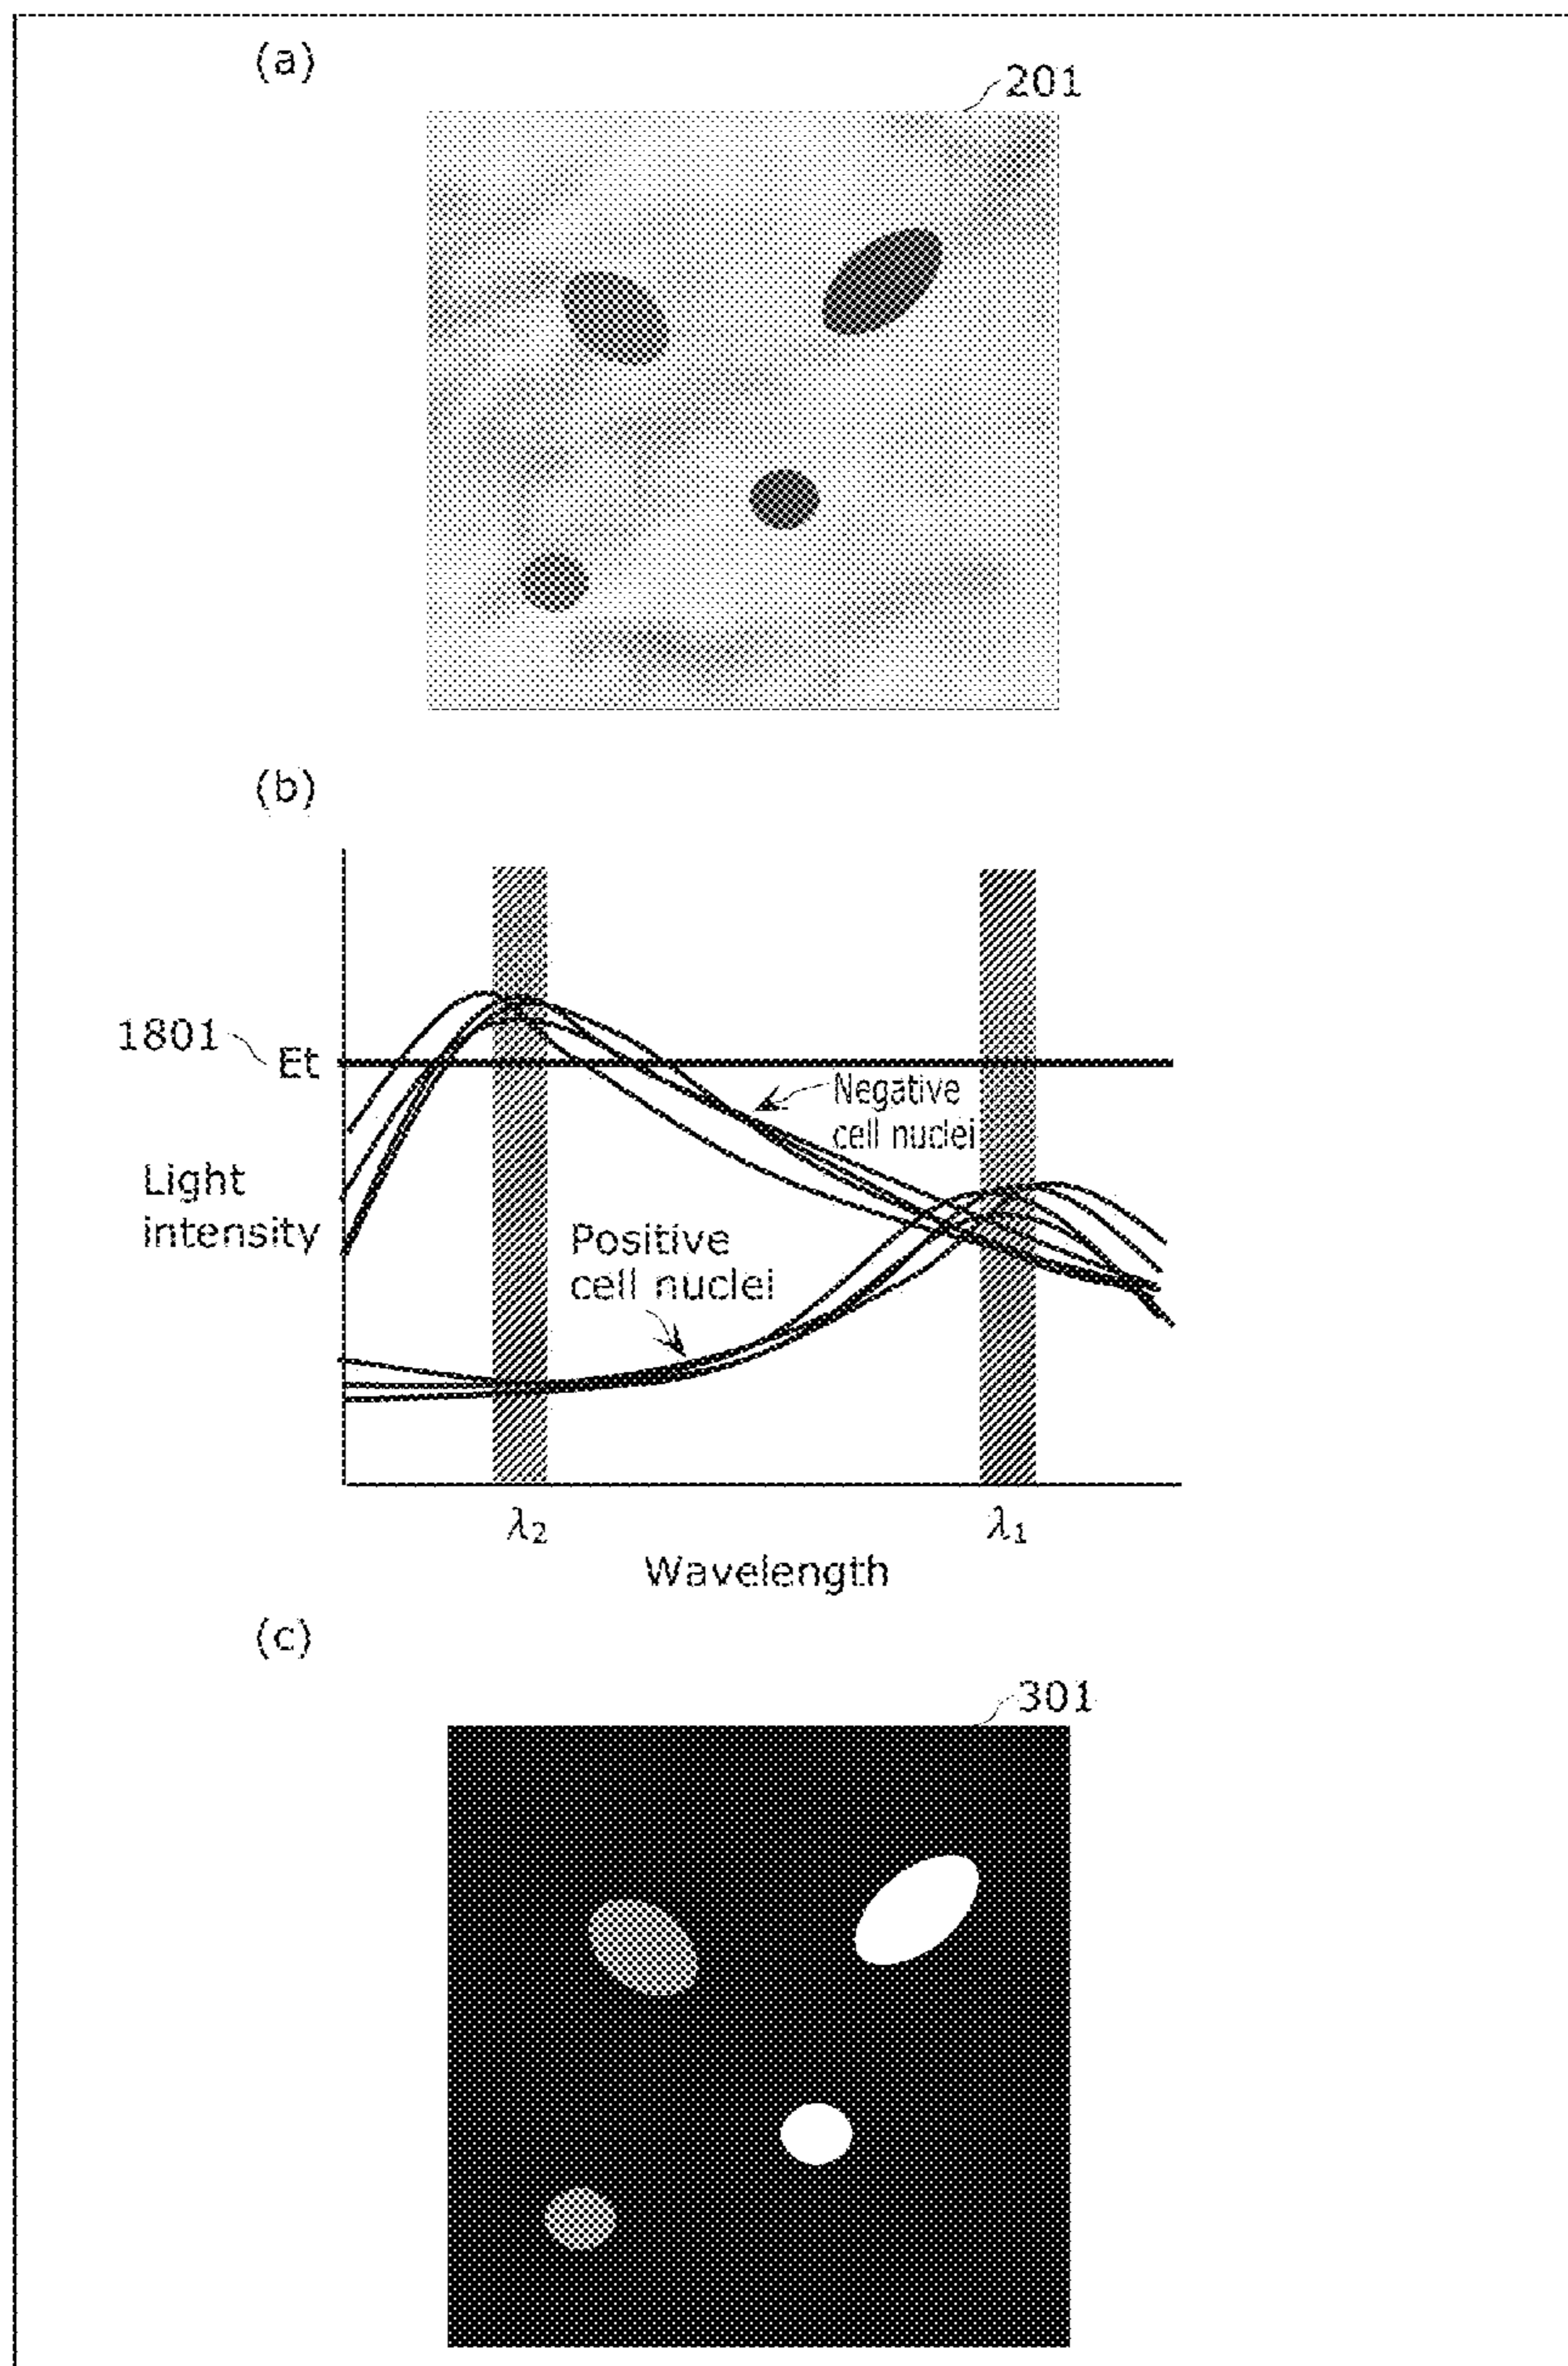 (a)
201
(b)
1801
Et
Negative
cell nuclei
Light
intensity
Positive
cell nuclei
λ2
λ1
Wavelength
(c)
301